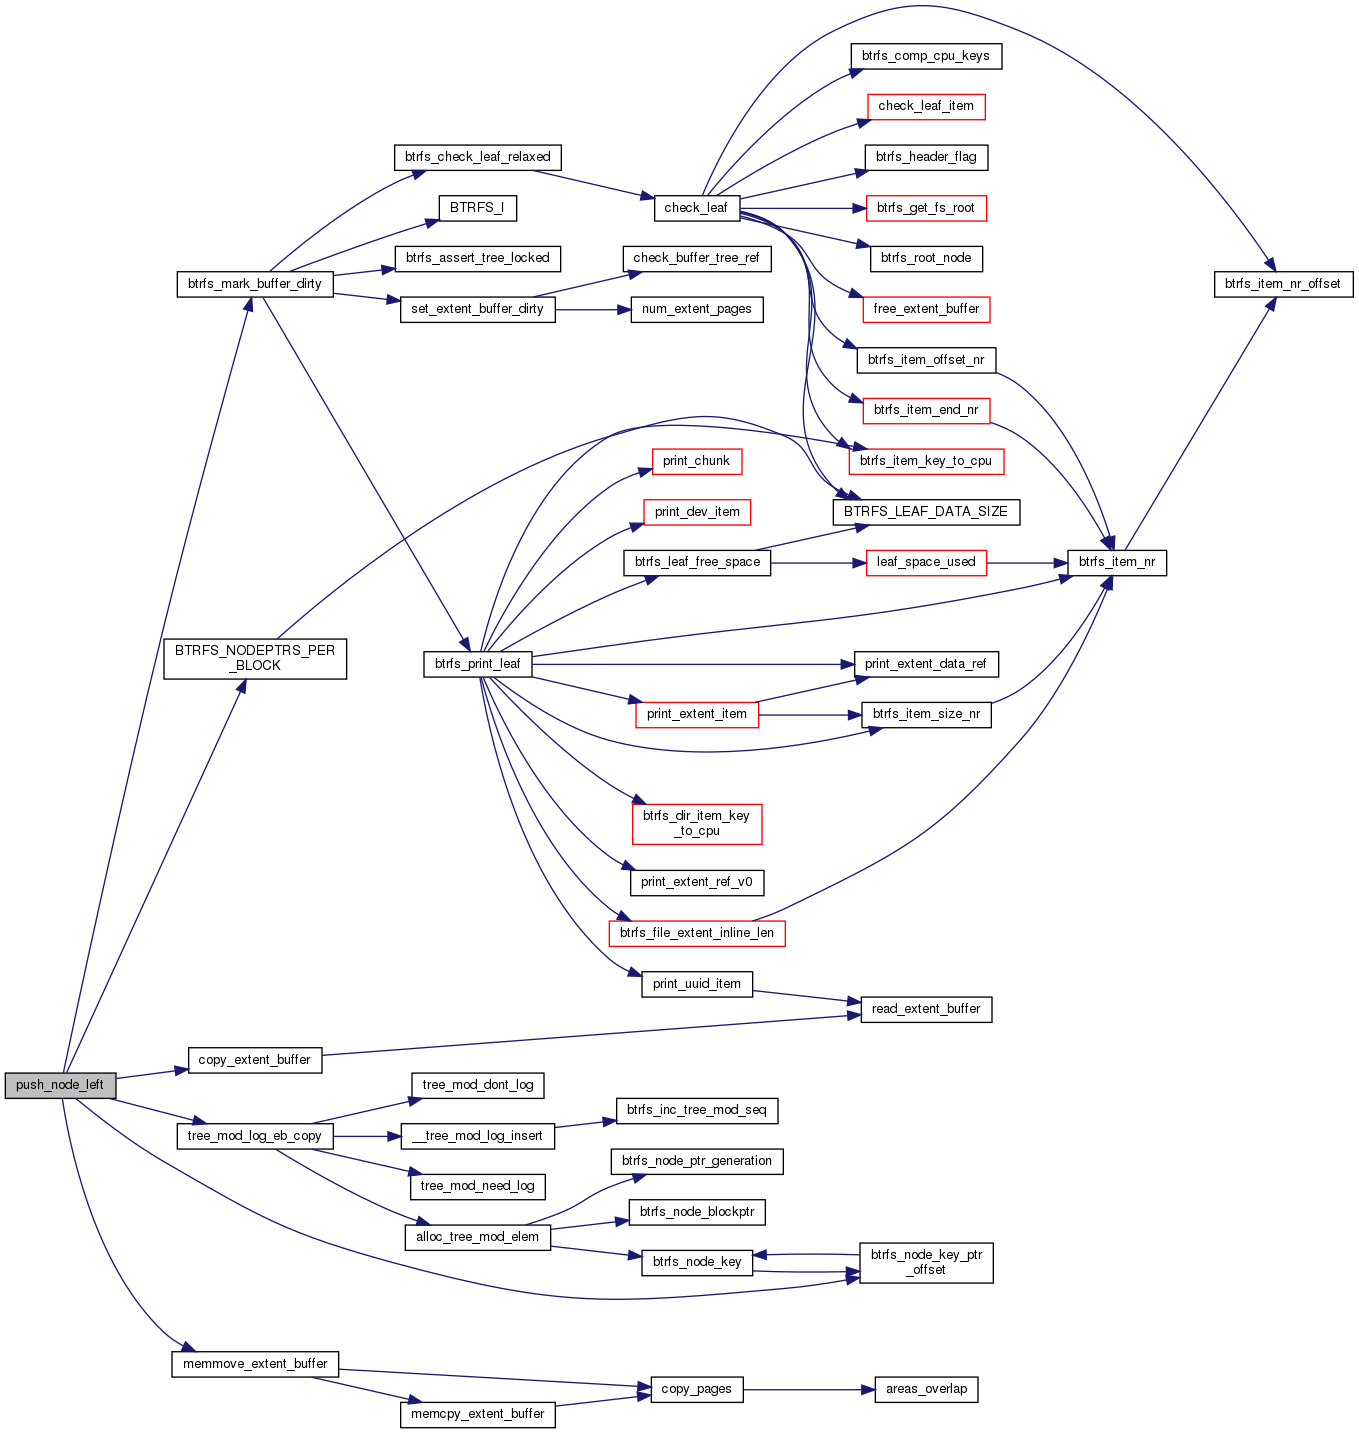 btrfs_comp_cpu_keys
check_leaf_item
btrfs_check_leaf_relaxed
btrfs_header_flag
BTRFS_I
check_leaf
btrfs_get_fs_root
btrfs_assert_tree_locked
check_buffer_tree_ref
btrfs_root_node
btrfs_mark_buffer_dirty
btrfs_item_nr_offset
set_extent_buffer_dirty
num_extent_pages
free_extent_buffer
btrfs_item_offset_nr
btrfs_item_end_nr
print_chunk
btrfs_item_key_to_cpu
print_dev_item
BTRFS_LEAF_DATA_SIZE
btrfs_leaf_free_space
leaf_space_used
btrfs_item_nr
BTRFS_NODEPTRS_PER
_BLOCK
btrfs_print_leaf
print_extent_data_ref
print_extent_item
btrfs_item_size_nr
btrfs_dir_item_key
_to_cpu
print_extent_ref_v0
btrfs_file_extent_inline_len
print_uuid_item
read_extent_buffer
copy_extent_buffer
push_node_left
tree_mod_dont_log
btrfs_inc_tree_mod_seq
tree_mod_log_eb_copy
__tree_mod_log_insert
btrfs_node_ptr_generation
tree_mod_need_log
btrfs_node_blockptr
alloc_tree_mod_elem
btrfs_node_key
btrfs_node_key_ptr
_offset
memmove_extent_buffer
copy_pages
areas_overlap
memcpy_extent_buffer